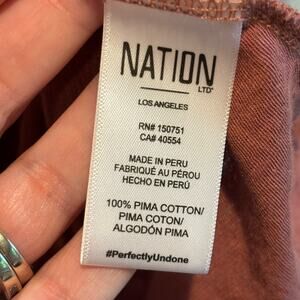 NATION
LTD
LOS ANGELES
RN# 150751
CA# 40554
MADE IN PERU
FABRIQUÉ AU PÉROU
HECHO EN PERÚ
100% PIMA COTTON/
PIMA COTON/
ALGODÓN PIMA
#PerfectlyUndone